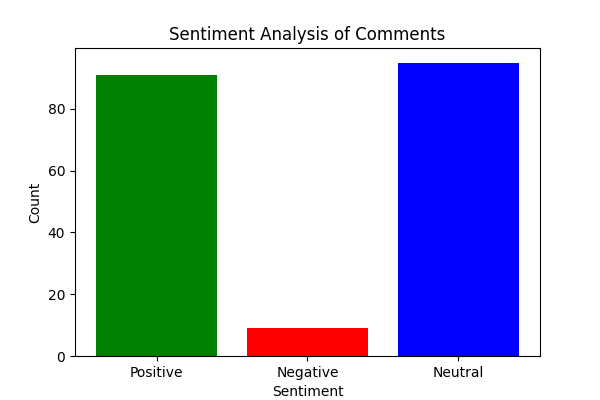 Sentiment Analysis of Comments
80
60
40
20
0
Count
Positive Negative Neutral
Sentiment